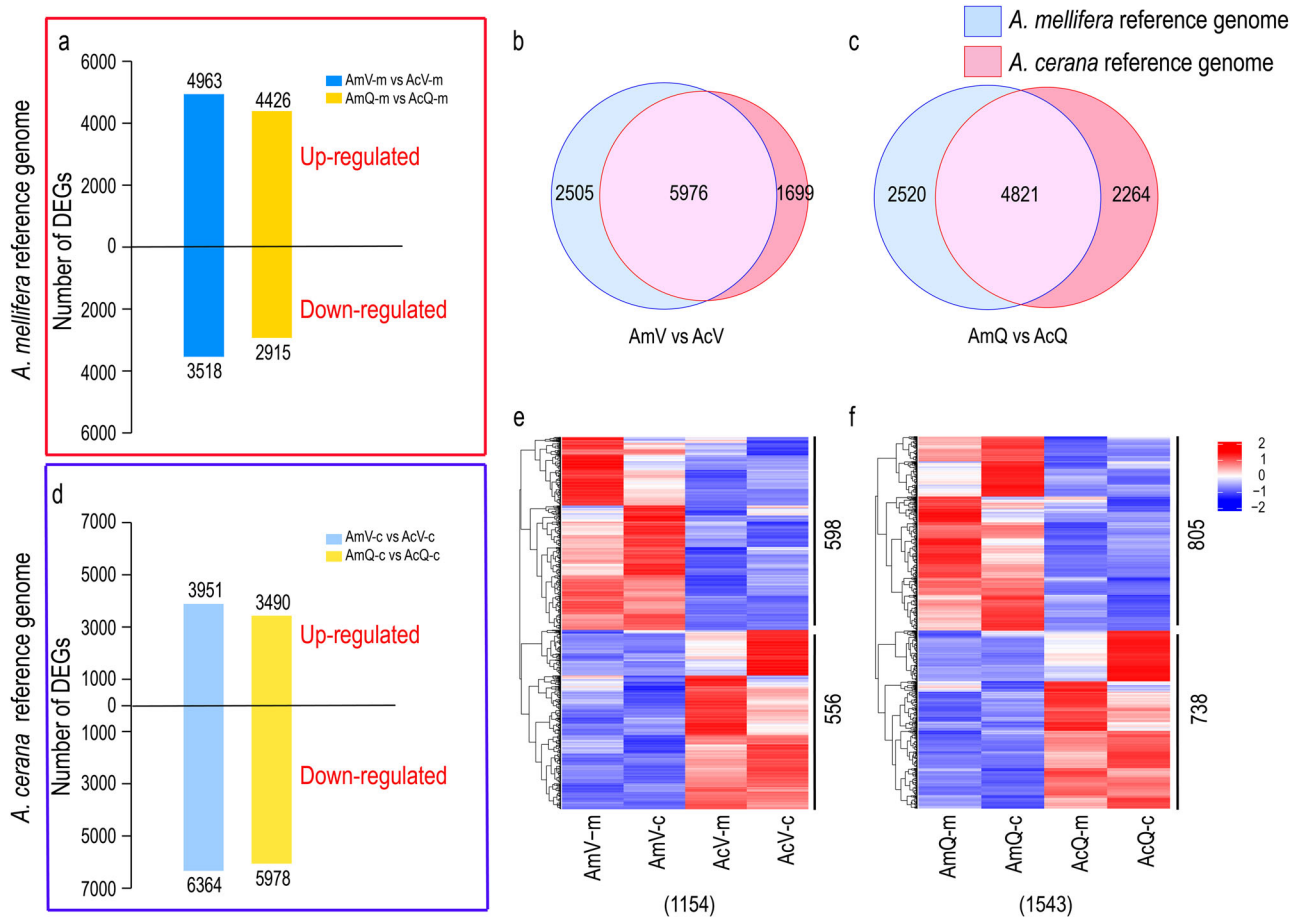 a
A. mellifera reference genome
Number of DEGs
6000
4000
2000
0
2000
4000
6000
4963
4426
3518
2915
AmV-m vs AcV-m
AmQ-m vs AcQ-m
Up-regulated
Down-regulated
b
2505
5976
1699
AmV vs AcV
c
A. mellifera reference genome
A. cerana reference genome
2520
4821
2264
AmQ vs AcQ
d
A. cerana reference genome
Number of DEGs
7000
5000
3000
1000
0
1000
3000
5000
7000
3951
3490
6364
5978
AmV-c vs AcV-c
AmQ-c vs AcQ-c
Up-regulated
Down-regulated
e
598
556
AmV−m
AmV-c
AcV-m
AcV-c
(1154)
f
805
738
AmQ-m
AmQ-c
AcQ-m
AcQ-c
(1543)
2
1
0
−1
−2